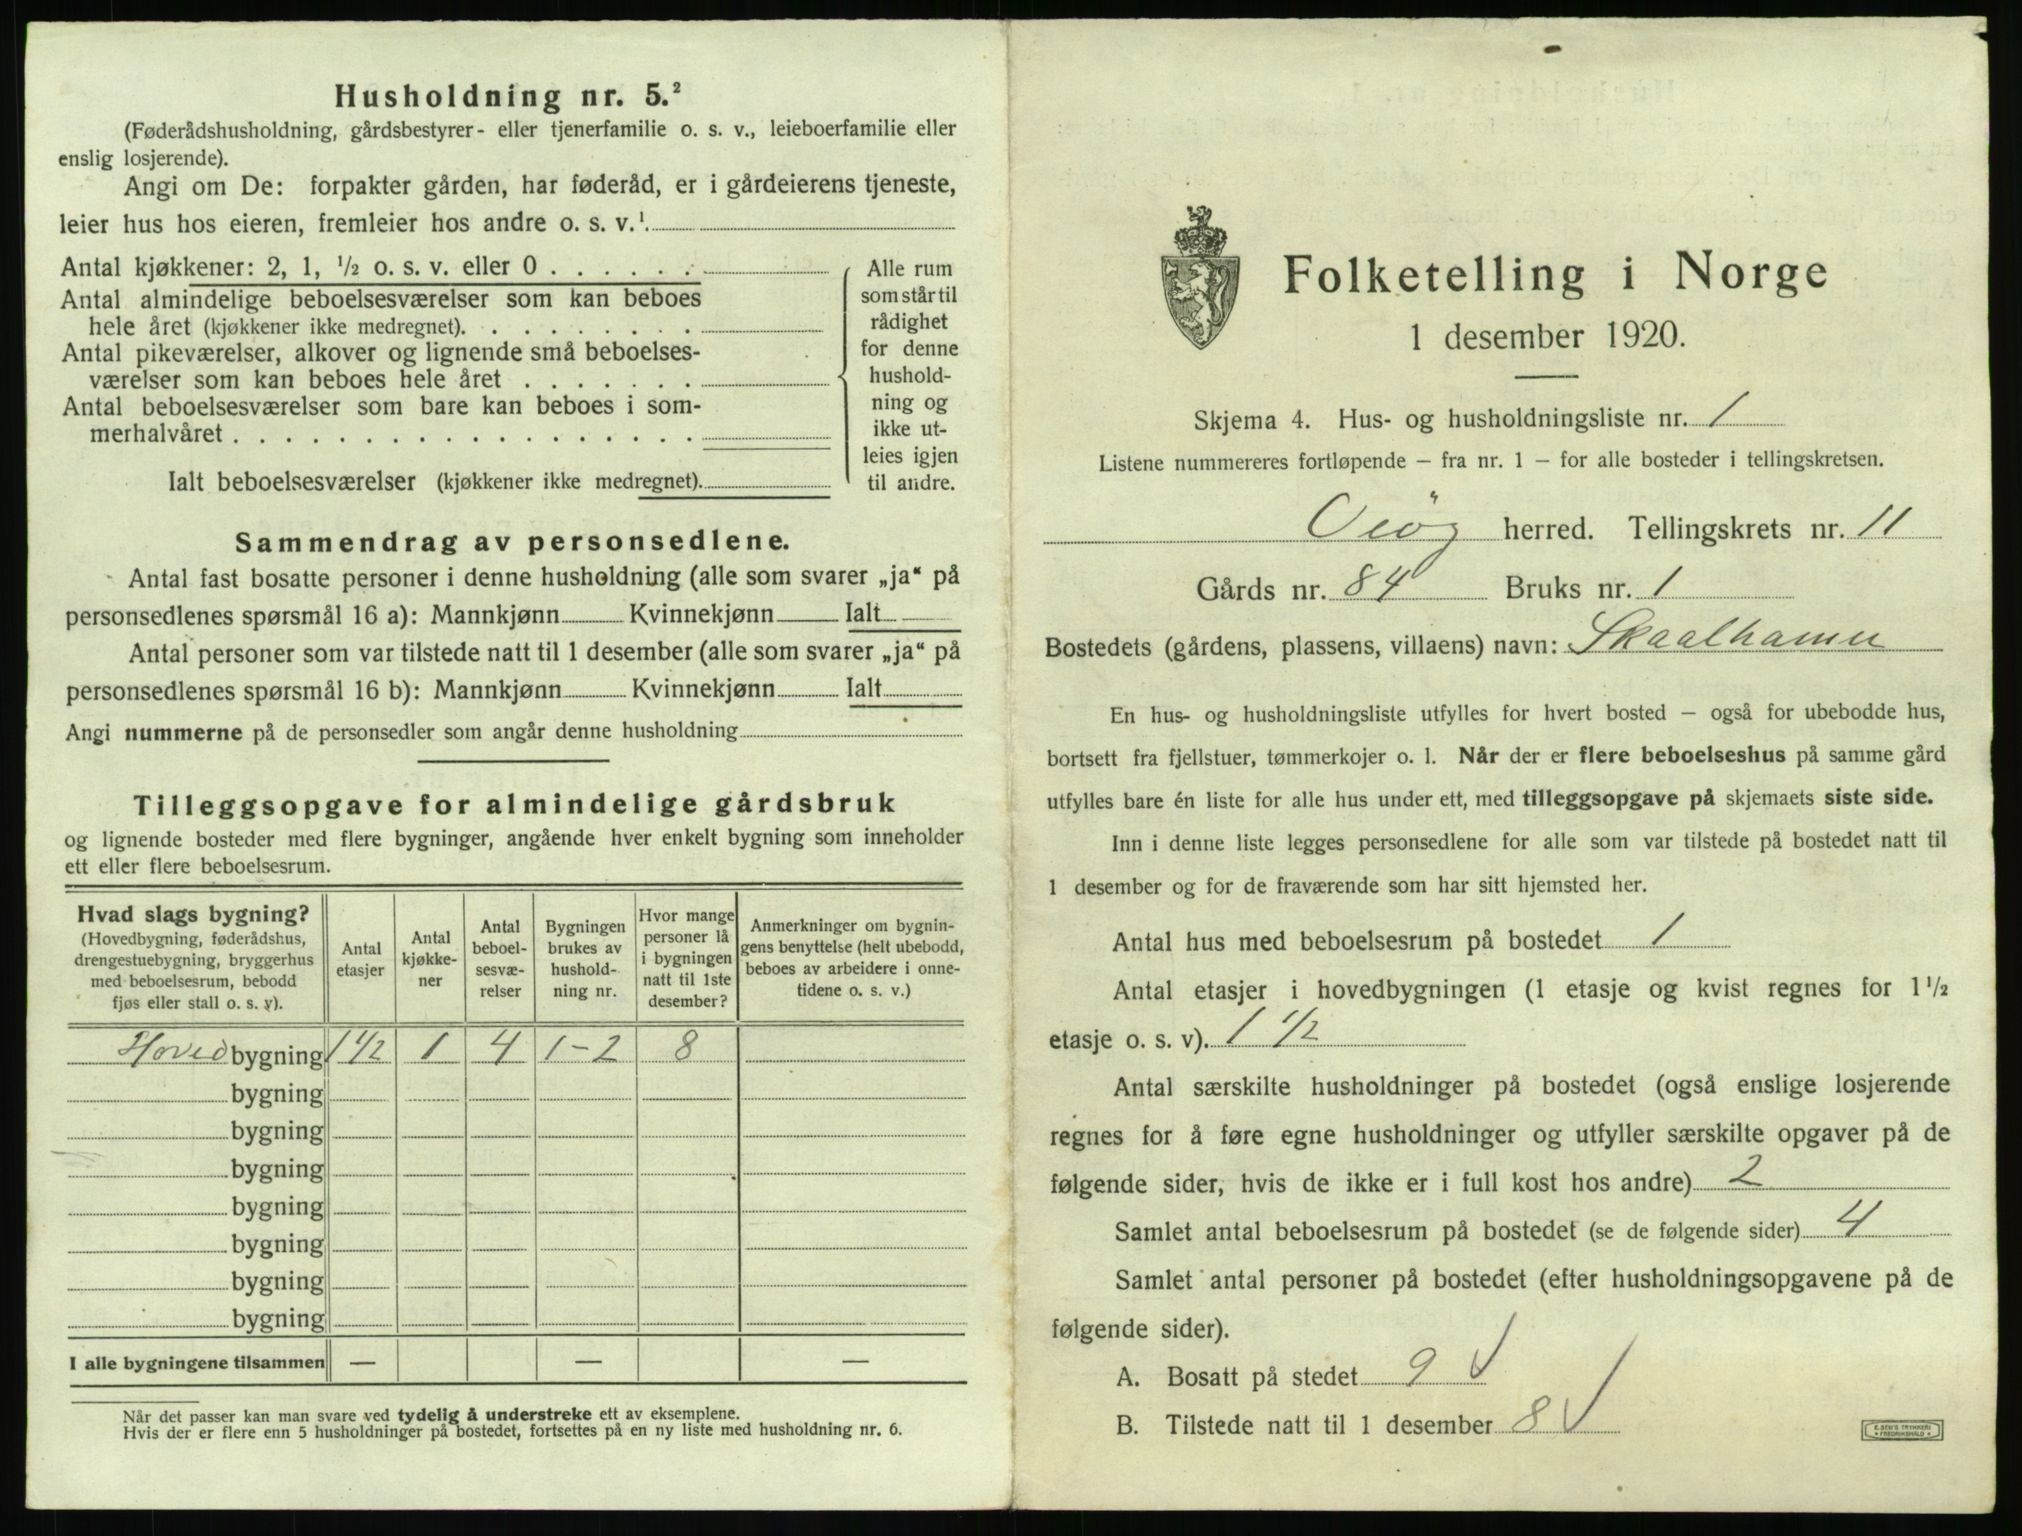 Husholdning nr. 5.²
(Føderådshusholdning, gårdsbestyrer- eller tjenerfamilie o. s. v., leieboerfamilie eller
enslig losjerende).
Angi om De: forpakter gården, har føderåd, er i gårdeierens tjeneste,
leier hus hos eieren, fremleier hos andre o. s. v.¹
Antal kjøkkener: 2, 1, ½ o. s. v. eller 0 . . . . . .
Antal almindelige beboelsesværelser som kan beboes
hele året (kjøkkener ikke medregnet). . . . . . . . .
Antal pikeværelser, alkover og lignende små beboelses-
værelser som kan beboes hele året . . . . . . .
Antal beboelsesværelser som bare kan beboes i som-
merhalvåret . . . . . . . . . . . . . . . . . .
Ialt beboelsesværelser (kjøkkener ikke medregnet).
Alle rum
som står til
rådighet
for denne
hushold-
ning og
ikke ut-
leies igjen
til andre.
Sammendrag av personsedlene.
Antal fast bosatte personer i denne husholdning (alle som svarer „ja“ på
personsedlenes spørsmål 16 a): Mannkjønn Kvinnekjønn Ialt
Antal personer som var tilstede natt til 1 desember (alle som svarer „ja“ på
personsedlenes spørsmål 16 b): Mannkjønn Kvinnekjønn Ialt
Angi nummerne på de personsedler som angår denne husholdning
Tilleggsopgave for almindelige gårdsbruk
og lignende bosteder med flere bygninger, angående hver enkelt bygning som inneholder
ett eller flere beboelsesrum.
Hvad slags bygning?
(Hovedbygning, føderådshus,
drengestuebygning, bryggerhus
med beboelsesrum, bebodd
fjøs eller stall o. s. v).
Antal
etasjer
Antal
kjøkke-
ner
Antal
beboel-
sesvæ-
relser
Bygningen
brukes av
hushold-
ning nr.
Hvor mange
personer lå
i bygningen
natt til 1ste
desember?
Anmerkninger om bygnin-
gens benyttelse (helt ubebodd,
beboes av arbeidere i onne-
tidene o. s. v.)
Hovedbygning 1 ½ 1 4 1-2 8
bygning
bygning
bygning
bygning
bygning
bygning
bygning
I alle bygningene tilsammen — — —
Når det passer kan man svare ved tydelig å understreke ett av eksemplene.
Hvis der er flere enn 5 husholdninger på bostedet, fortsettes på en ny liste med husholdning nr. 6.
Folketelling i Norge
1 desember 1920.
Skjema 4. Hus- og husholdningsliste nr. 1
Listene nummereres fortløpende — fra nr. 1 — for alle bosteder i tellingskretsen.
Veöy herred. Tellingskrets nr. 11
Gårds nr. 84 Bruks nr. 1
Bostedets (gårdens, plassens, villaens) navn: Skaalhamn
En hus- og husholdningsliste utfylles for hvert bosted — også for ubebodde hus,
bortsett fra fjellstuer, tømmerkojer o. l. Når der er flere beboelseshus på samme gård
utfylles bare én liste for alle hus under ett, med tilleggsopgave på skjemaets siste side.
Inn i denne liste legges personsedlene for alle som var tilstede på bostedet natt til
1 desember og for de fraværende som har sitt hjemsted her.
Antal hus med beboelsesrum på bostedet 1
Antal etasjer i hovedbygningen (1 etasje og kvist regnes for 1½
etasje o. s. v). 1 ½
Antal særskilte husholdninger på bostedet (også enslige losjerende
regnes for å føre egne husholdninger og utfyller særskilte opgaver på de
følgende sider, hvis de ikke er i full kost hos andre) 2
Samlet antal beboelsesrum på bostedet (se de følgende sider) 4
Samlet antal personer på bostedet (efter husholdningsopgavene på de
følgende sider).
A. Bosatt på stedet 9 √
B. Tilstede natt til 1 desember 8 √
E. SEM'S TRYKKERI
FREDRIKSHALD